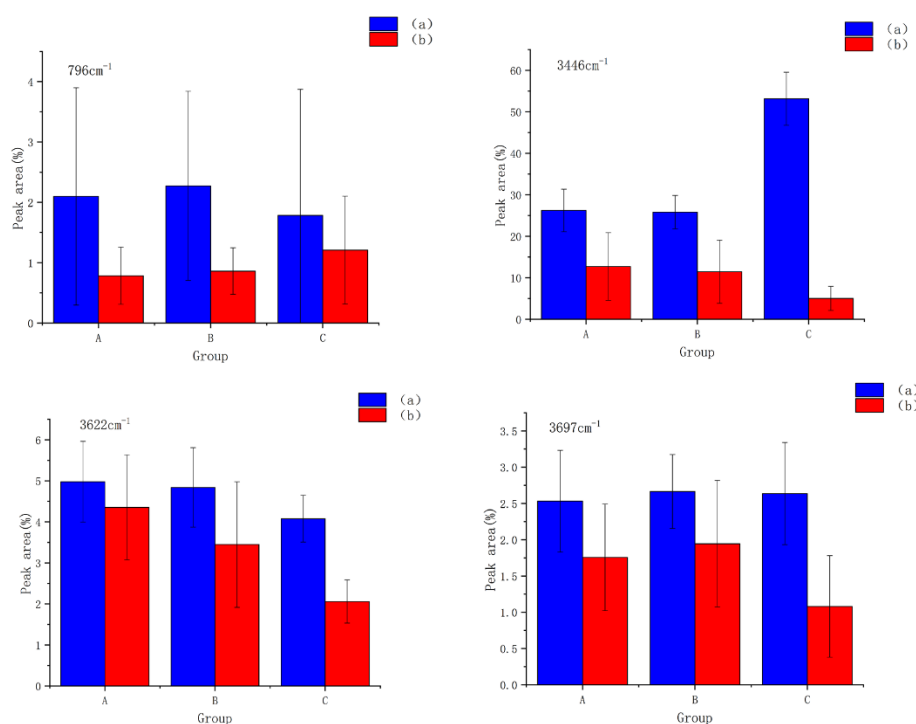 (a)
(b)
796cm⁻¹
Peak area(%)
4
3
2
1
0
A B C
Group
(a)
(b)
3446cm⁻¹
Peak area(%)
60
50
40
30
20
10
0
A B C
Group
(a)
(b)
3622cm⁻¹
Peak area(%)
6
5
4
3
2
1
0
A B C
Group
(a)
(b)
3697cm⁻¹
Peak area(%)
3.5
3.0
2.5
2.0
1.5
1.0
0.5
0.0
A B C
Group